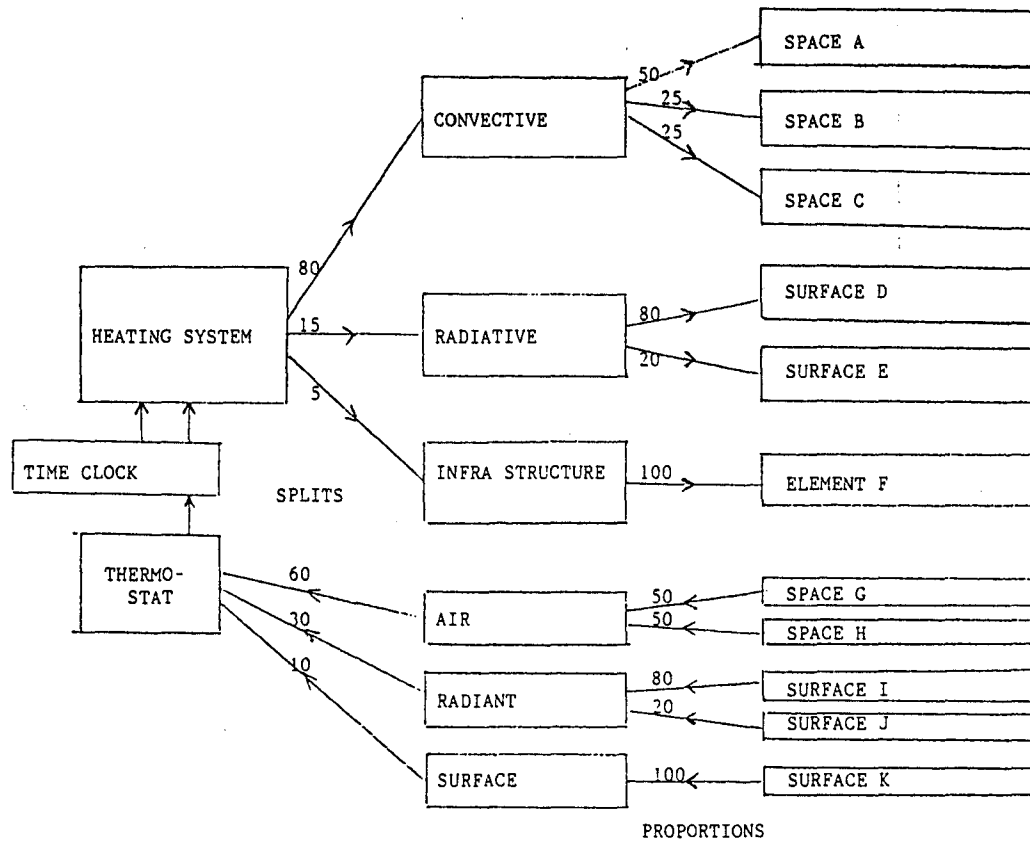 SPACE A
50
CONVECTIVE
25
SPACE B
25
SPACE C
80
SURFACE D
HEATING SYSTEM
15
RADIATIVE
80
20
SURFACE E
5
TIME CLOCK
SPLITS
INFRA STRUCTURE
100
ELEMENT F
THERMO-
STAT
60
AIR
50
SPACE G
50
SPACE H
30
10
RADIANT
80
SURFACE I
20
SURFACE J
SURFACE
100
SURFACE K
PROPORTIONS